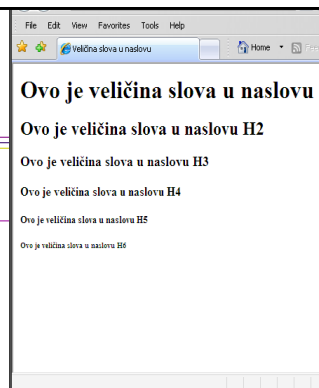 File Edit View Favorites Tools Help
Veličina slova u naslovu Home
Ovo je veličina slova u naslovu
Ovo je veličina slova u naslovu H2
Ovo je veličina slova u naslovu H3
Ovo je veličina slova u naslovu H4
Ovo je veličina slova u naslovu H5
Ovo je veličina slova u naslovu H6